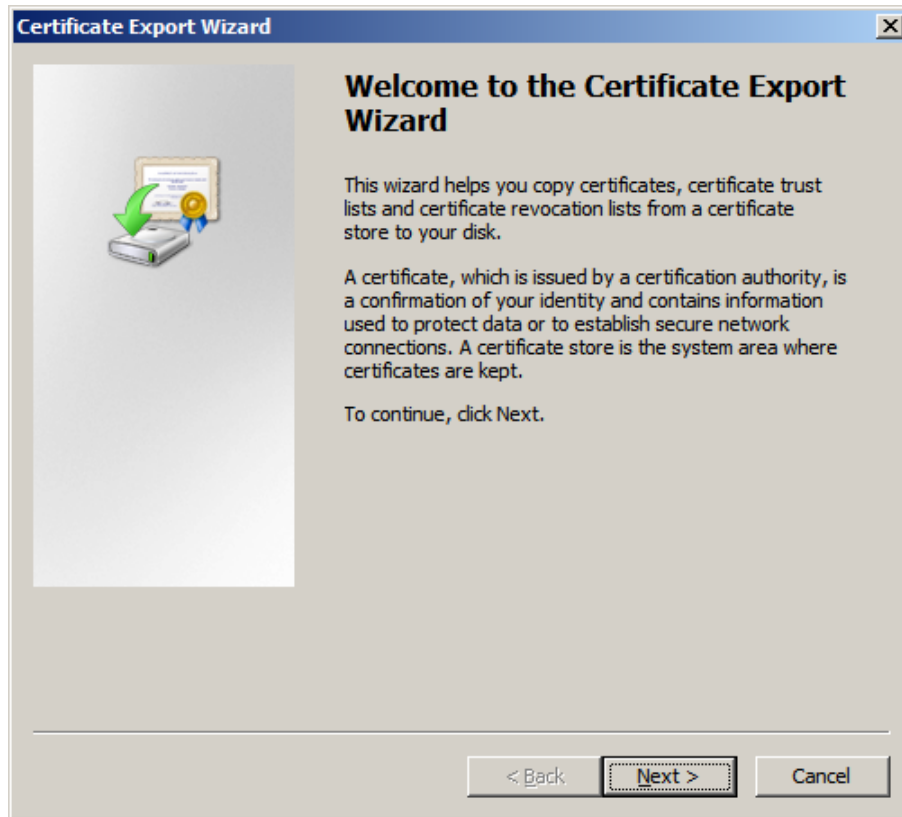 Certificate Export Wizard
Welcome to the Certificate Export
Wizard
This wizard helps you copy certificates, certificate trust
lists and certificate revocation lists from a certificate
store to your disk.
A certificate, which is issued by a certification authority, is
a confirmation of your identity and contains information
used to protect data or to establish secure network
connections. A certificate store is the system area where
certificates are kept.
To continue, click Next.
< Back
Next >
Cancel